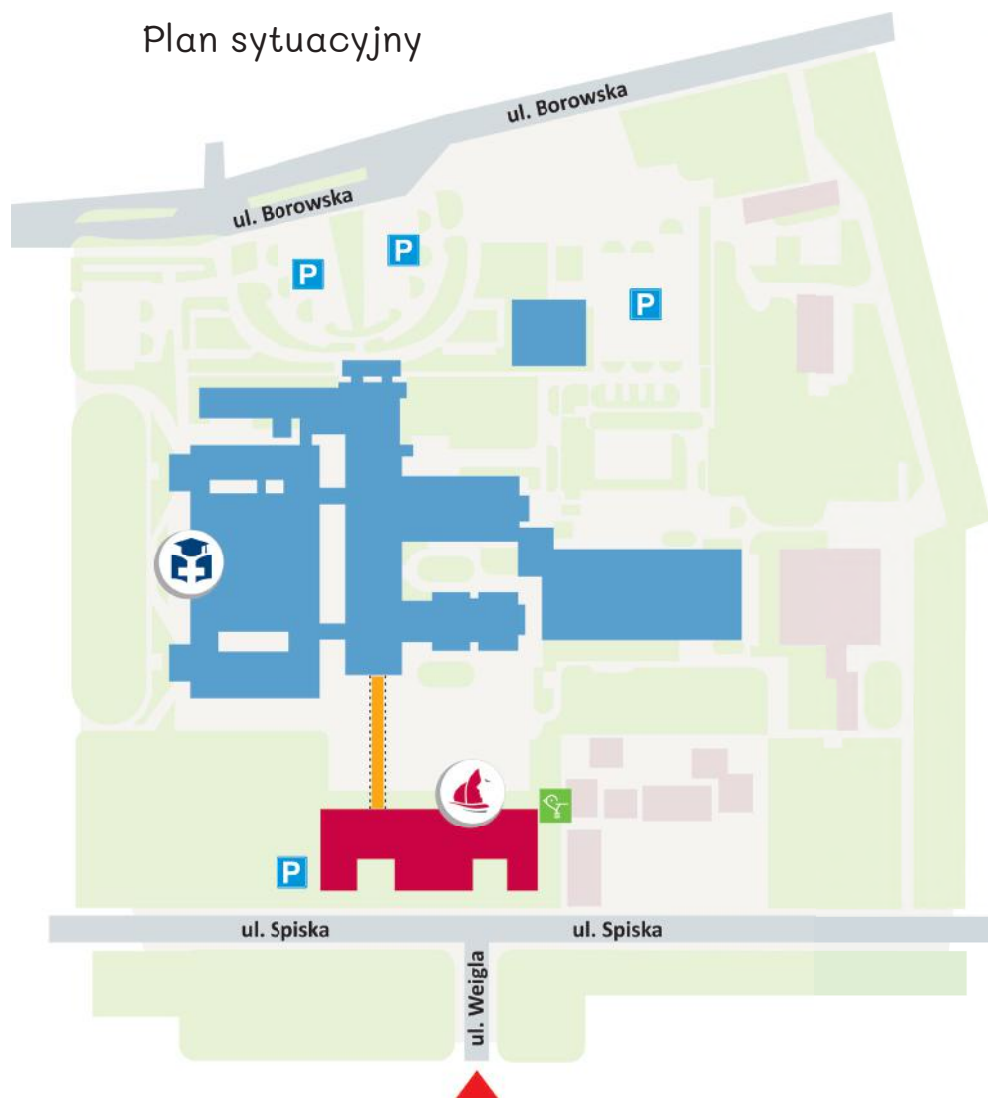 Plan sytuacyjny
ul. Borowska
ul. Borowska
P
P
P
P
ul. Spiska
ul. Spiska
ul. Weigla